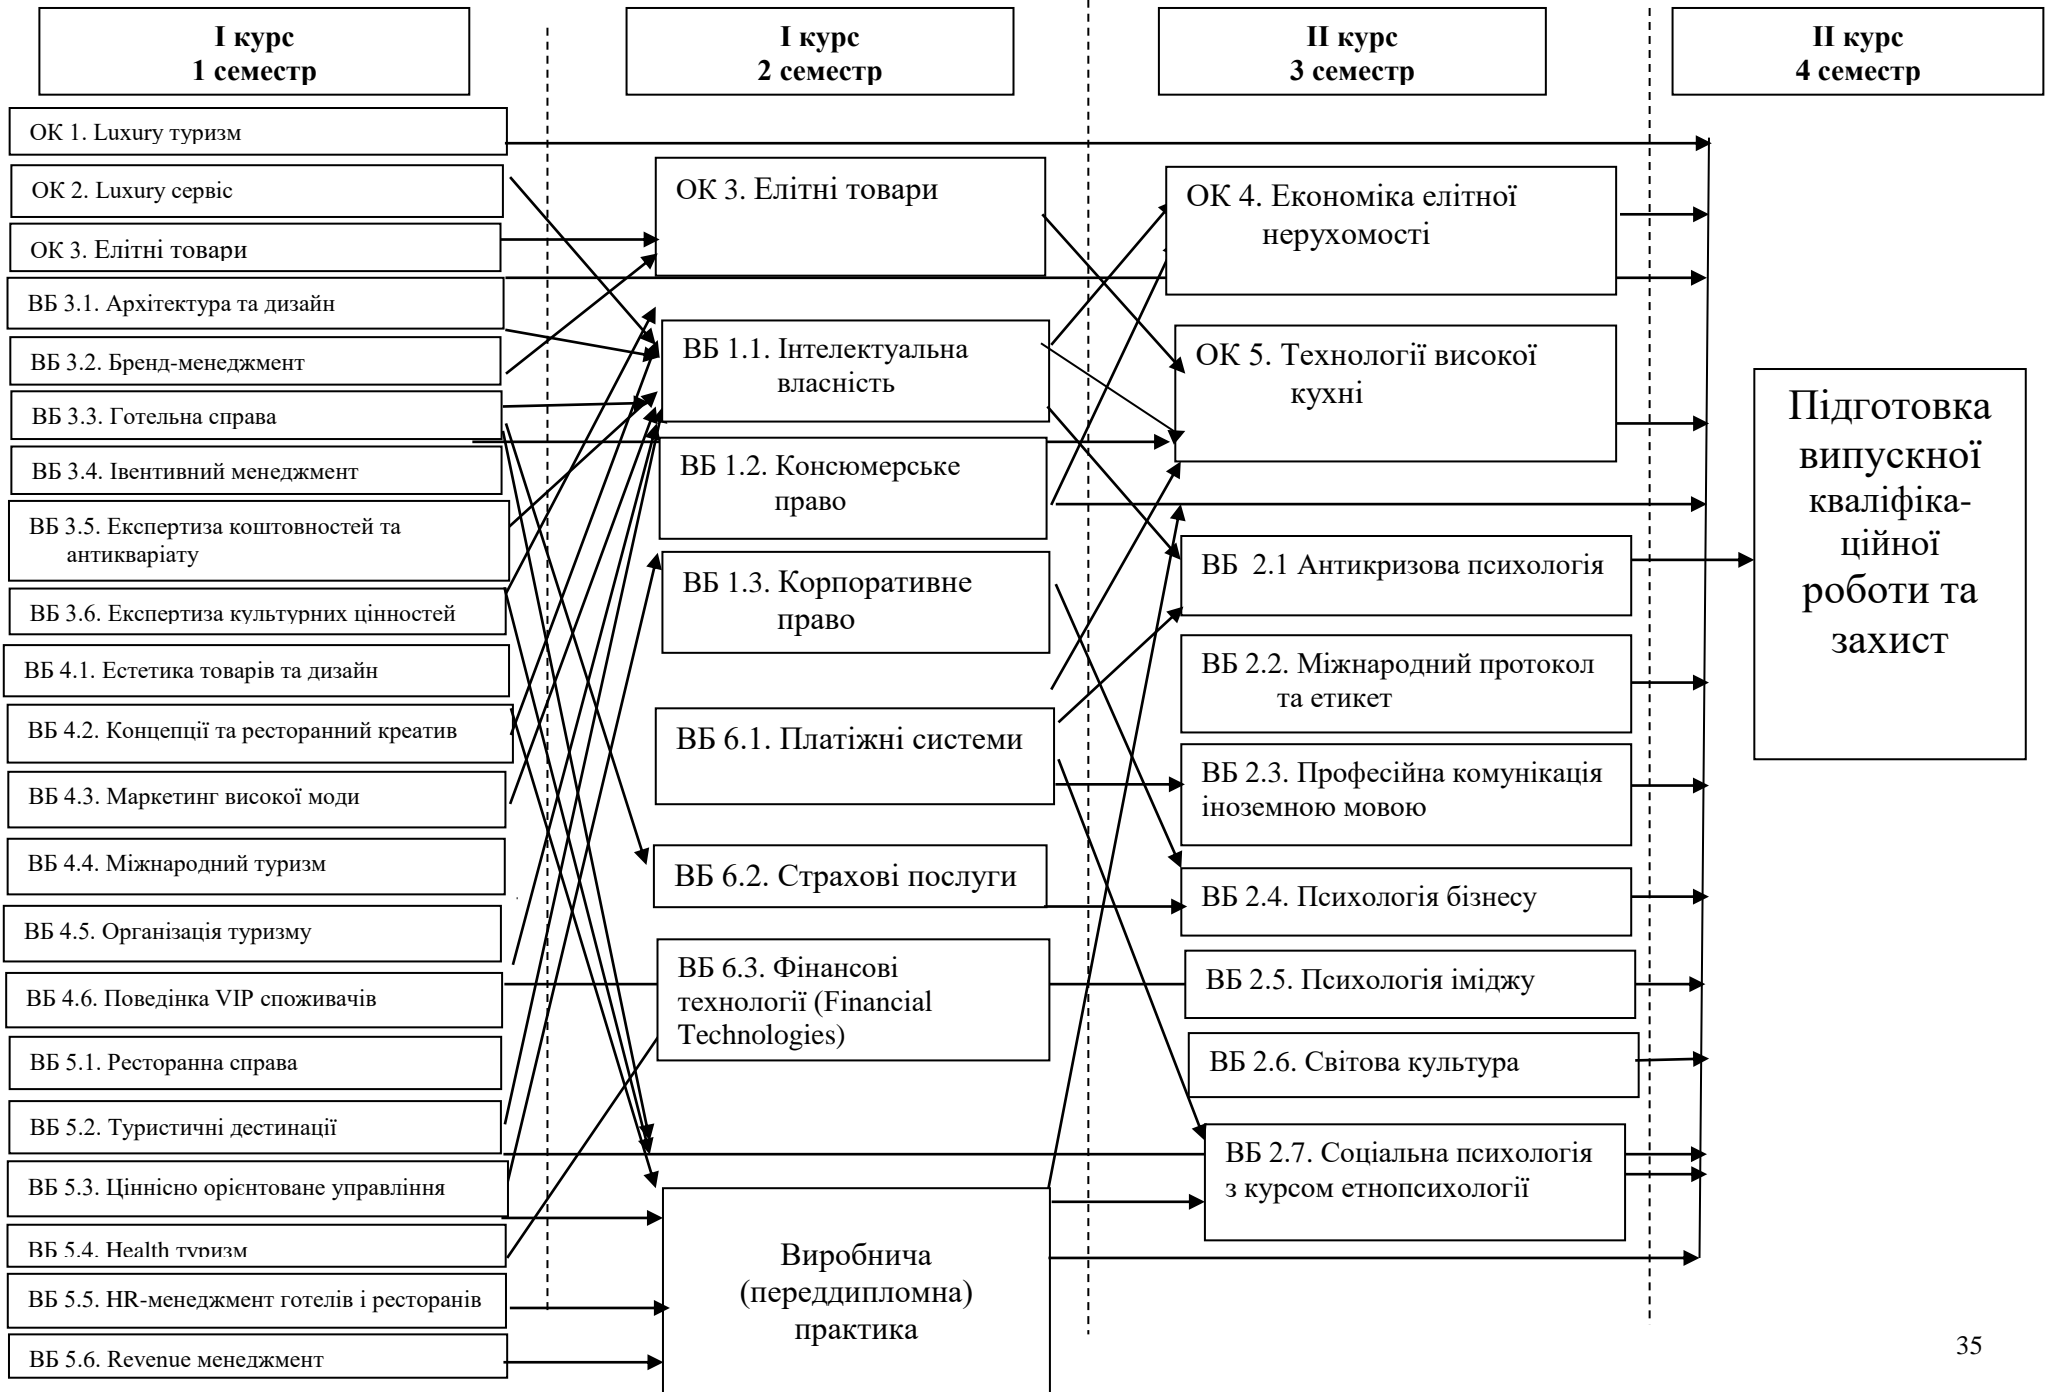 І курс
1 семестр
І курс
2 семестр
ІІ курс
3 семестр
ІІ курс
4 семестр
ОК 1. Luxury туризм
ОК 2. Luxury сервіс
ОК 3. Елітні товари
ВБ 3.1. Архітектура та дизайн
ВБ 3.2. Бренд-менеджмент
ВБ 3.3. Готельна справа
ВБ 3.4. Івентивний менеджмент
ВБ 3.5. Експертиза коштовностей та
антикваріату
ВБ 3.6. Експертиза культурних цінностей
ВБ 4.1. Естетика товарів та дизайн
ВБ 4.2. Концепції та ресторанний креатив
ВБ 4.3. Маркетинг високої моди
ВБ 4.4. Міжнародний туризм
ВБ 4.5. Організація туризму
ВБ 4.6. Поведінка VIP споживачів
ВБ 5.1. Ресторанна справа
ВБ 5.2. Туристичні дестинації
ВБ 5.3. Ціннісно орієнтоване управління
ВБ 5.4. Health туризм
ВБ 5.5. HR-менеджмент готелів і ресторанів
ВБ 5.6. Revenue менеджмент
ОК 3. Елітні товари
ВБ 1.1. Інтелектуальна
власність
ВБ 1.2. Консюмерське
право
ВБ 1.3. Корпоративне
право
ВБ 6.1. Платіжні системи
ВБ 6.2. Страхові послуги
ВБ 6.3. Фінансові
технології (Financial
Technologies)
Виробнича
(переддипломна)
практика
ОК 4. Економіка елітної
нерухомості
ОК 5. Технології високої
кухні
ВБ 2.1 Антикризова психологія
ВБ 2.2. Міжнародний протокол
та етикет
ВБ 2.3. Професійна комунікація
іноземною мовою
ВБ 2.4. Психологія бізнесу
ВБ 2.5. Психологія іміджу
ВБ 2.6. Світова культура
ВБ 2.7. Соціальна психологія
з курсом етнопсихології
Підготовка
випускної
кваліфіка-
ційної
роботи та
захист
35